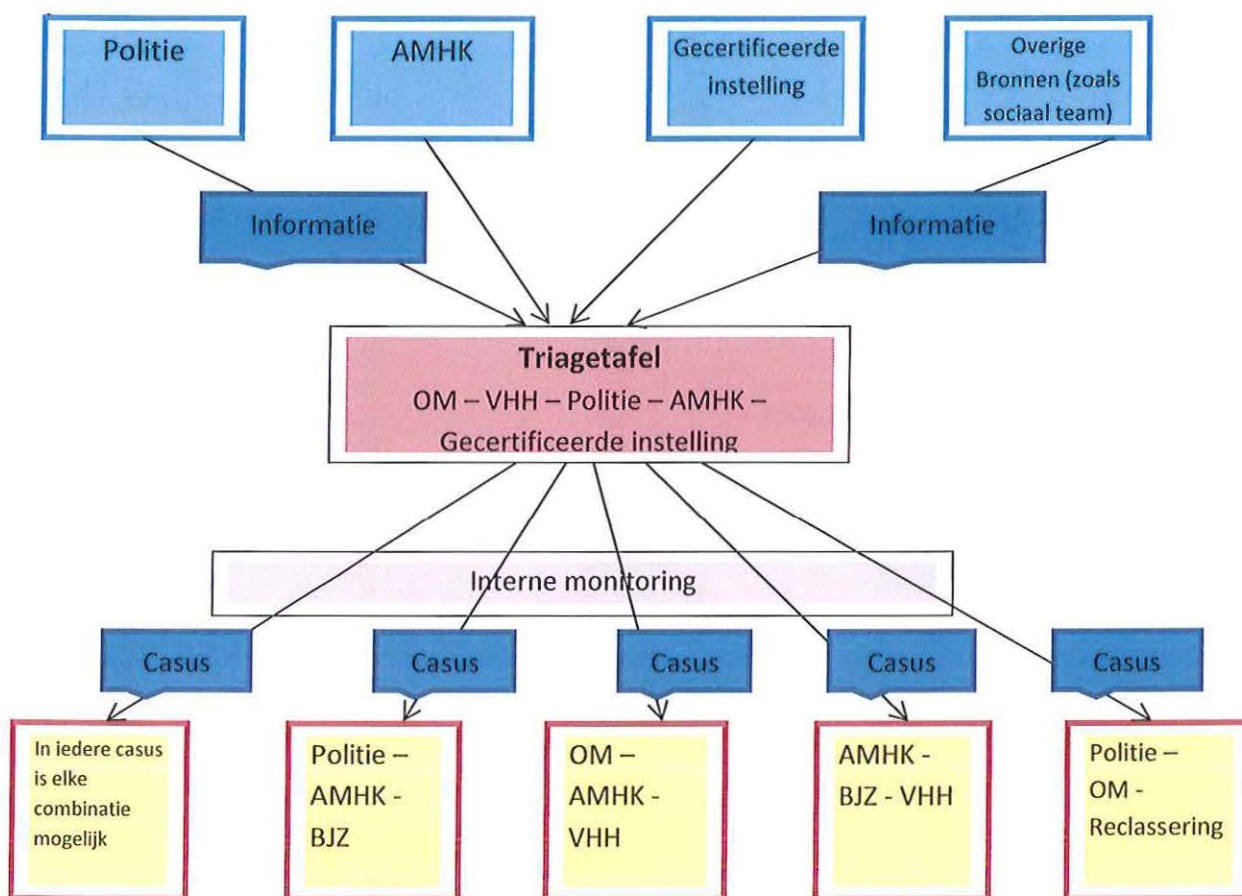 Politie
AMHK
Gecertificeerde
instelling
Overige
Bronnen (zoals
sociaal team)
Informatie
Informatie
Triagetafel
OM – VHH – Politie – AMHK –
Gecertificeerde instelling
Interne monitoring
Casus
Casus
Casus
Casus
Casus
In iedere casus
is elke
combinatie
mogelijk
Politie –
AMHK -
BJZ
OM –
AMHK -
VHH
AMHK -
BJZ - VHH
Politie –
OM -
Reclassering